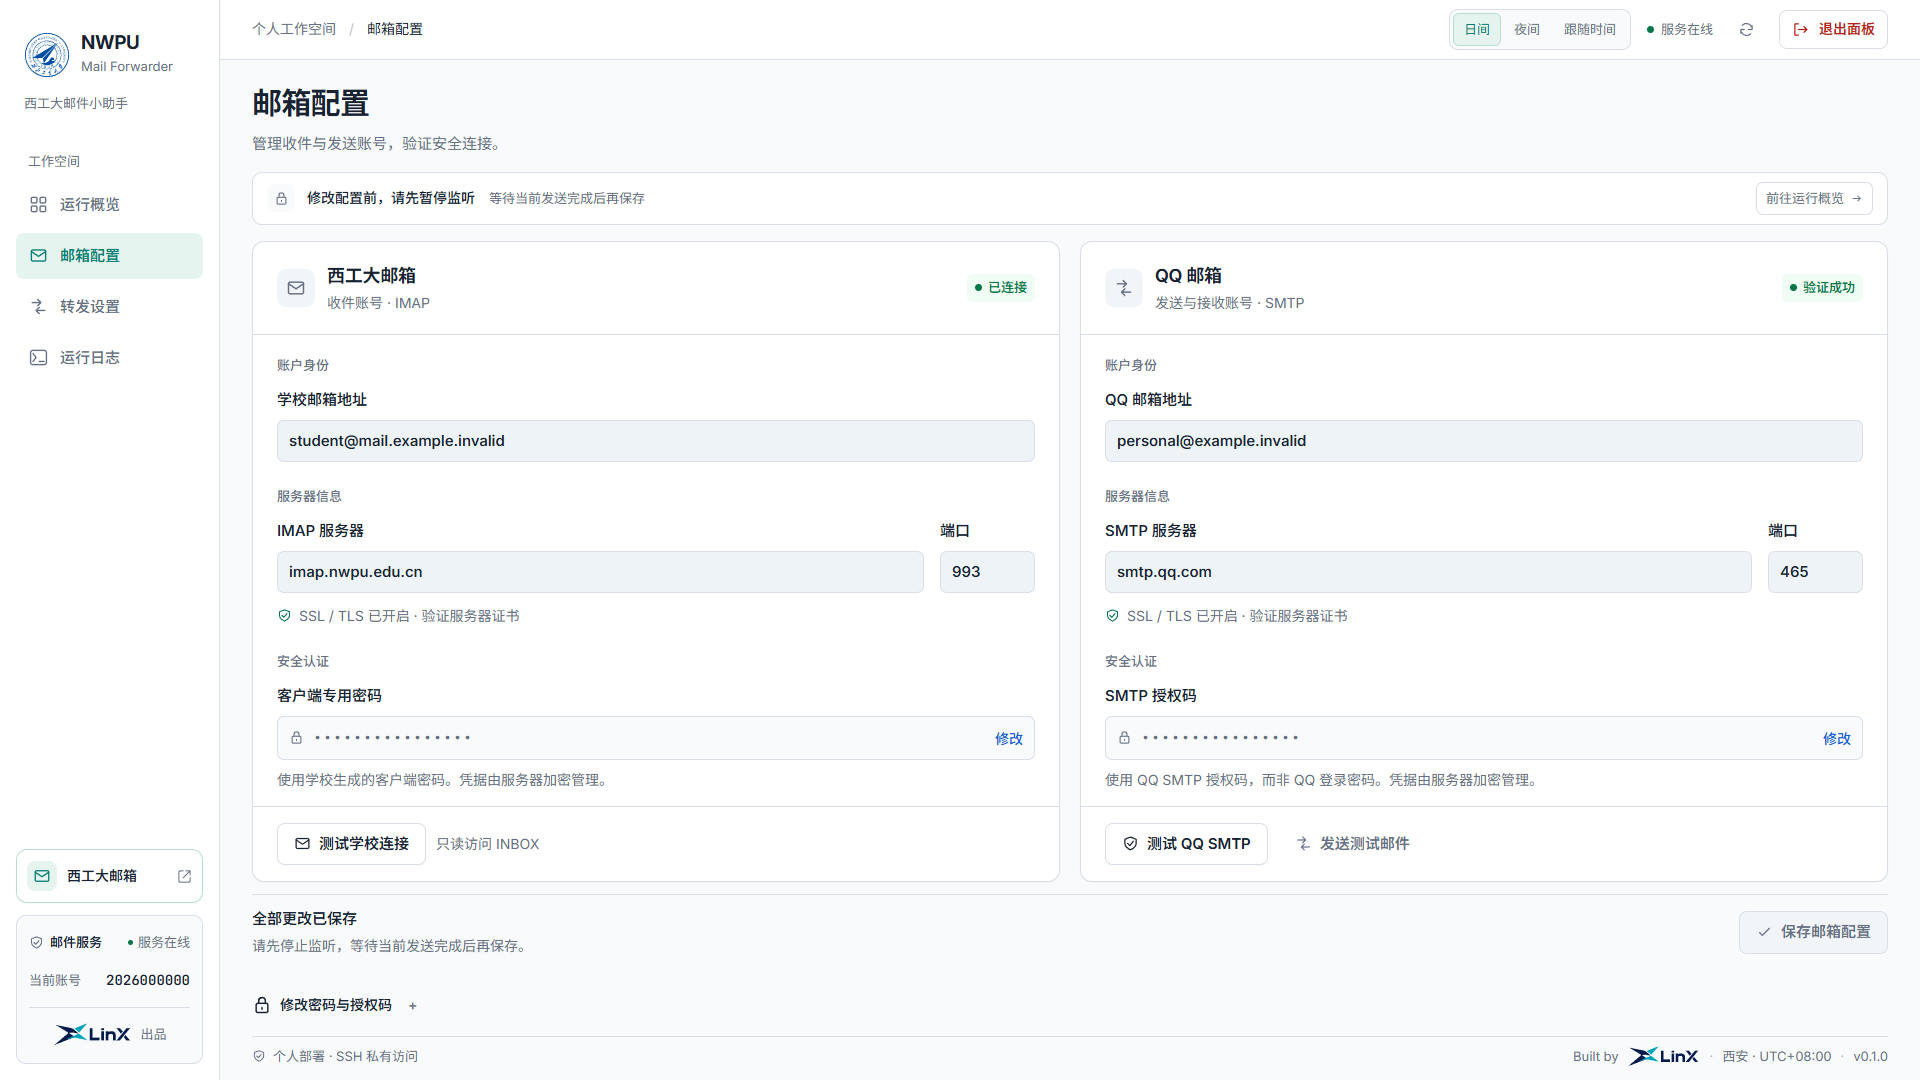 NWPU
Mail Forwarder
西工大邮件小助手
工作空间
运行概览
邮箱配置
转发设置
运行日志
西工大邮箱
邮件服务 服务在线
当前账号 2026000000
LinX 出品
个人工作空间 / 邮箱配置
日间 夜间 跟随时间 服务在线 退出面板
邮箱配置
管理收件与发送账号，验证安全连接。
修改配置前，请先暂停监听 等待当前发送完成后再保存 前往运行概览 →
西工大邮箱
收件账号 · IMAP
已连接
账户身份
学校邮箱地址
student@mail.example.invalid
服务器信息
IMAP 服务器 端口
imap.nwpu.edu.cn 993
SSL / TLS 已开启 · 验证服务器证书
安全认证
客户端专用密码
•••••••••••••••• 修改
使用学校生成的客户端密码。凭据由服务器加密管理。
测试学校连接 只读访问 INBOX
QQ 邮箱
发送与接收账号 · SMTP
验证成功
账户身份
QQ 邮箱地址
personal@example.invalid
服务器信息
SMTP 服务器 端口
smtp.qq.com 465
SSL / TLS 已开启 · 验证服务器证书
安全认证
SMTP 授权码
•••••••••••••••• 修改
使用 QQ SMTP 授权码，而非 QQ 登录密码。凭据由服务器加密管理。
测试 QQ SMTP 发送测试邮件
全部更改已保存
请先停止监听，等待当前发送完成后再保存。
保存邮箱配置
修改密码与授权码 +
个人部署 · SSH 私有访问
Built by LinX · 西安 · UTC+08:00 · v0.1.0